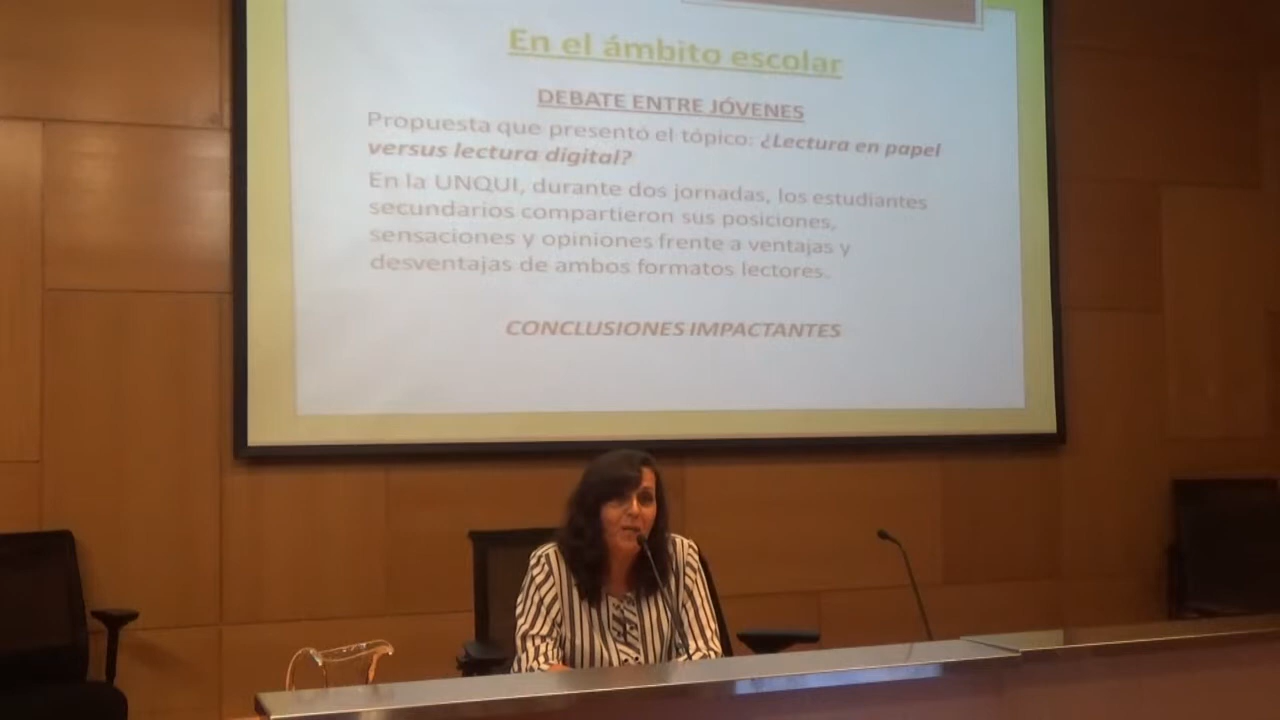 En el ámbito escolar
DEBATE ENTRE JÓVENES
Propuesta que presentó el tópico: ¿Lectura en papel
versus lectura digital?
En la UNQUI, durante dos jornadas, los estudiantes
secundarios compartieron sus posiciones,
sensaciones y opiniones frente a ventajas y
desventajas de ambos formatos lectores.
CONCLUSIONES IMPACTANTES